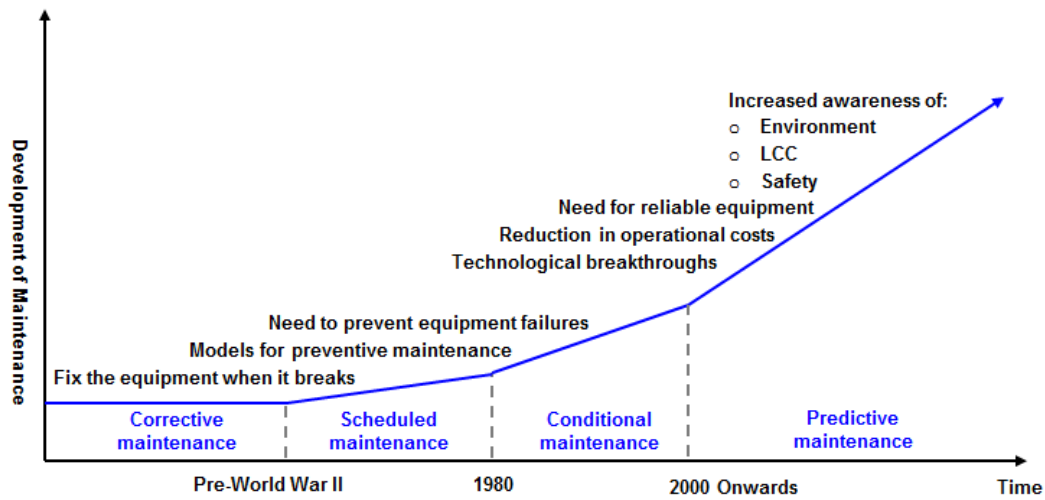 Increased awareness of:
o Environment
o LCC
o Safety
Need for reliable equipment
Reduction in operational costs
Technological breakthroughs
Need to prevent equipment failures
Models for preventive maintenance
Fix the equipment when it breaks
Development of Maintenance
Corrective
maintenance
Scheduled
maintenance
Conditional
maintenance
Predictive
maintenance
Pre-World War II
1980
2000 Onwards
Time